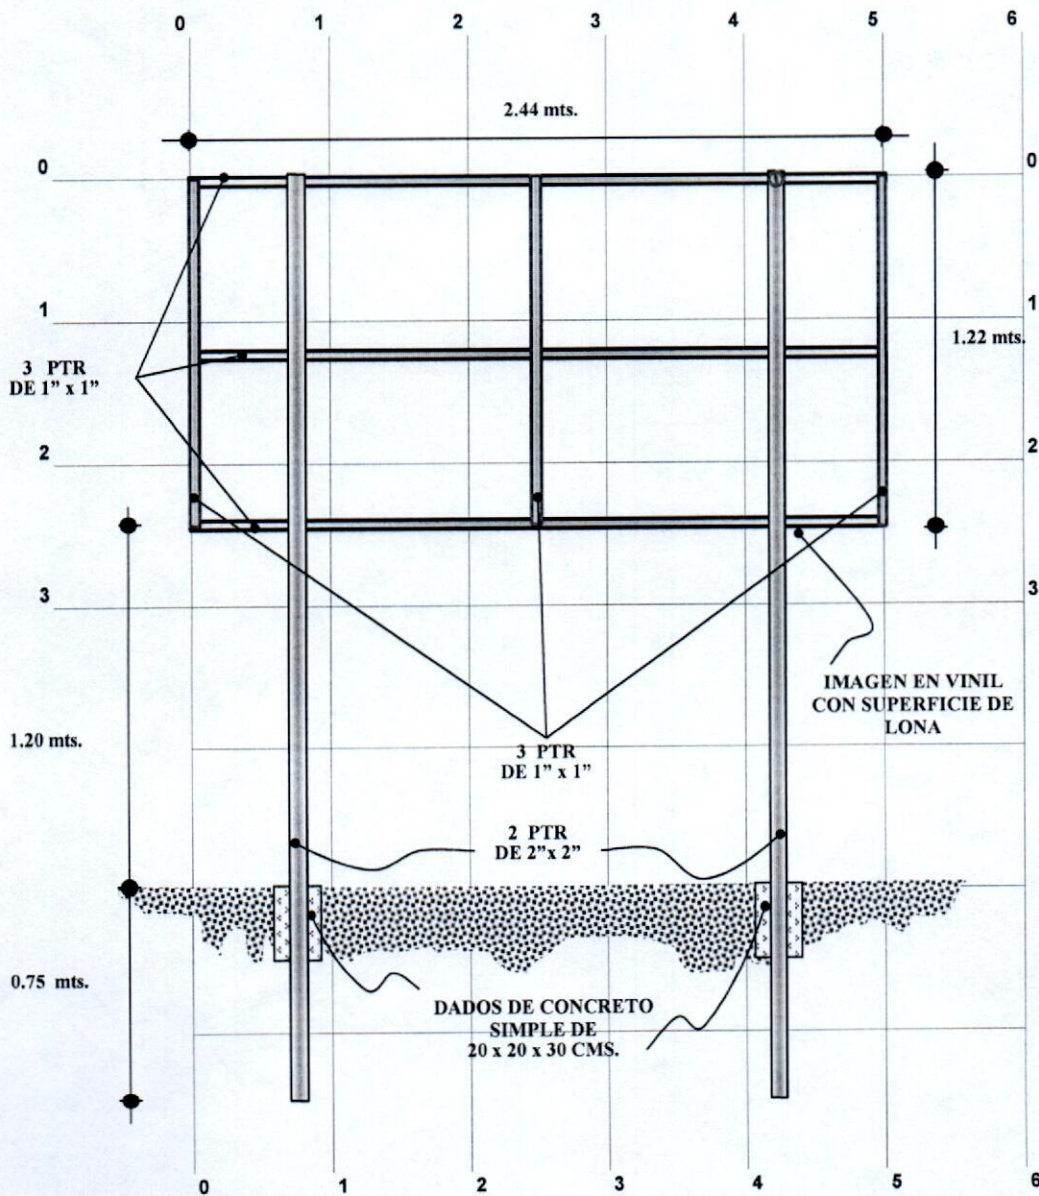 0 1 2 3 4 5 6
2.44 mts.
0
0
1
1
1.22 mts.
3 PTR
DE 1” x 1”
2
2
3
3
IMAGEN EN VINIL
CON SUPERFICIE DE
LONA
1.20 mts.
3 PTR
DE 1” x 1”
2 PTR
DE 2”x 2”
0.75 mts.
DADOS DE CONCRETO
SIMPLE DE
20 x 20 x 30 CMS.
0 1 2 3 4 5 6